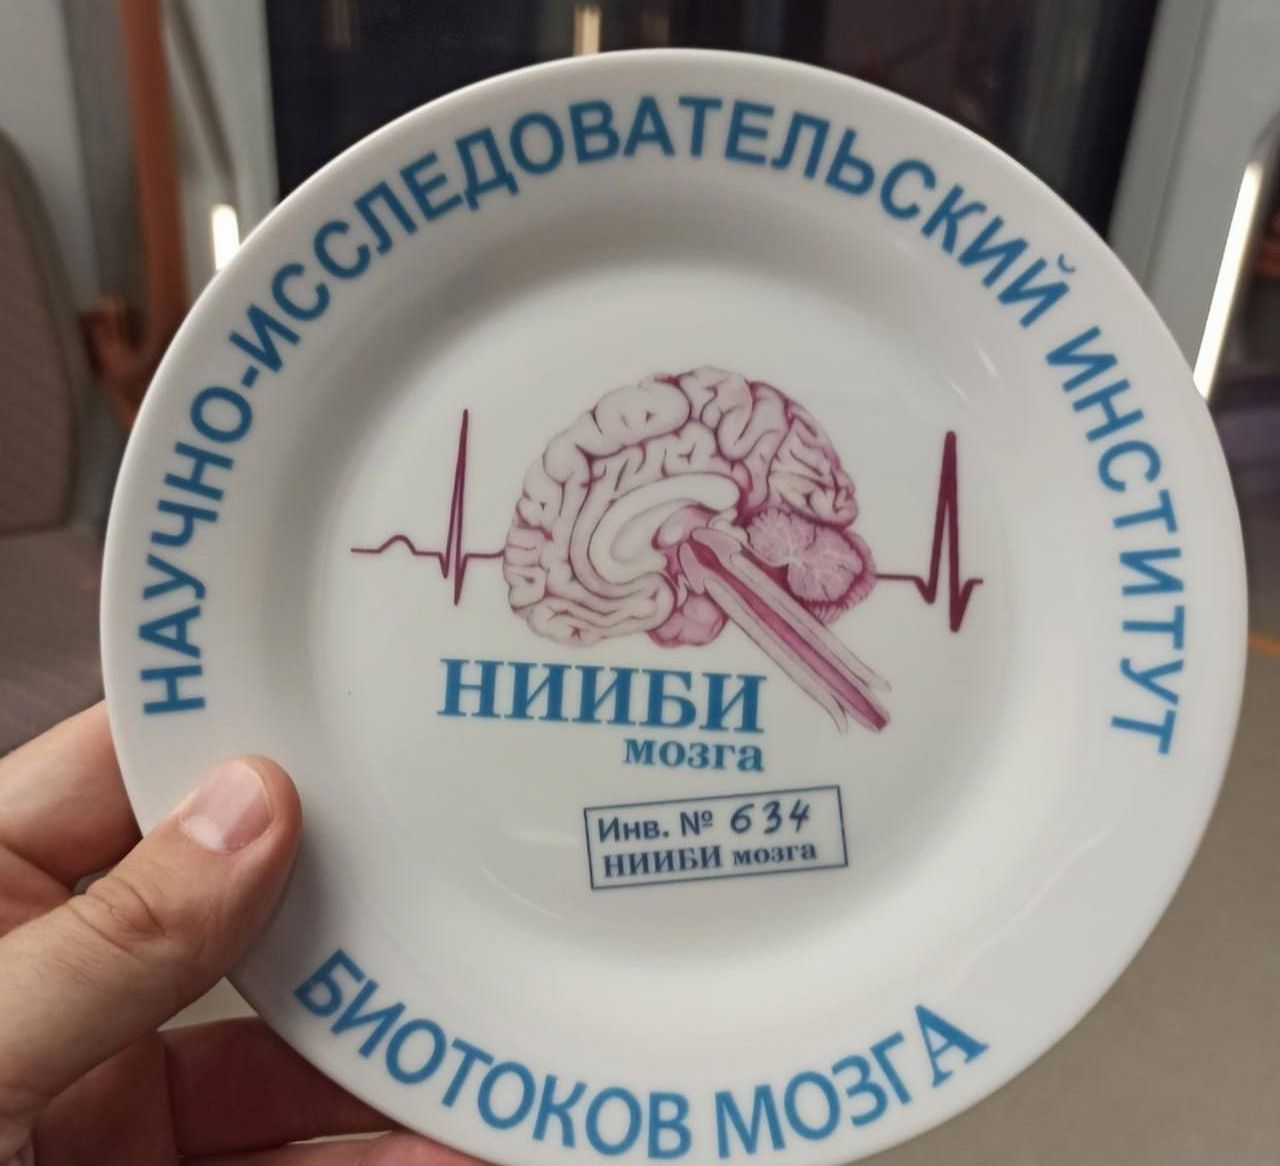 НАУЧНО-ИССЛЕДОВАТЕЛЬСКИЙ ИНСТИТУТ
НИИБИ
мозга
Инв. № 634
НИИБИ мозга
БИОТОКОВ МОЗГА